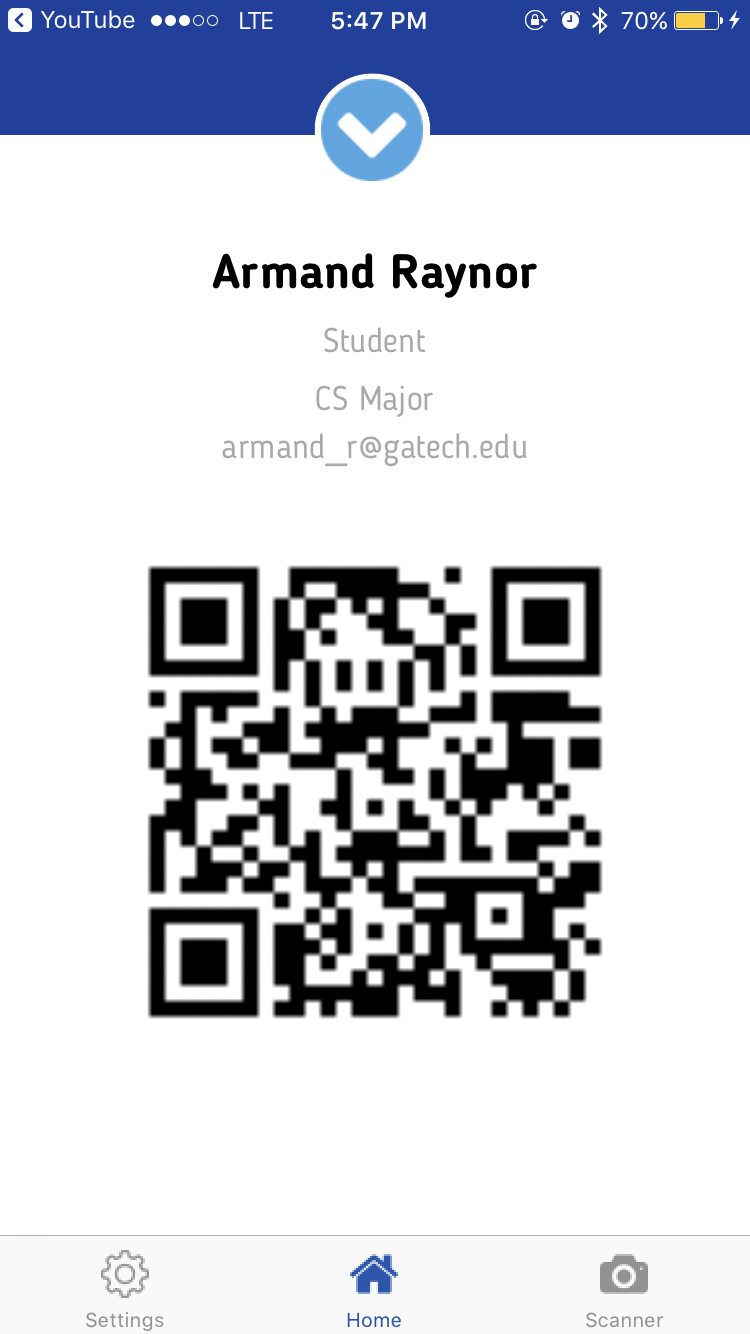 YouTube LTE 5:47 PM 70%
Armand Raynor
Student
CS Major
armand_r@gatech.edu
Settings Home Scanner